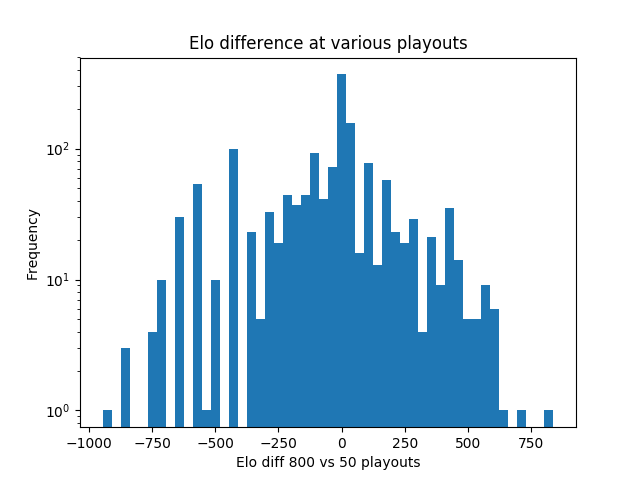 Elo difference at various playouts
Frequency
10²
10¹
10⁰
−1000 −750 −500 −250 0 250 500 750
Elo diff 800 vs 50 playouts